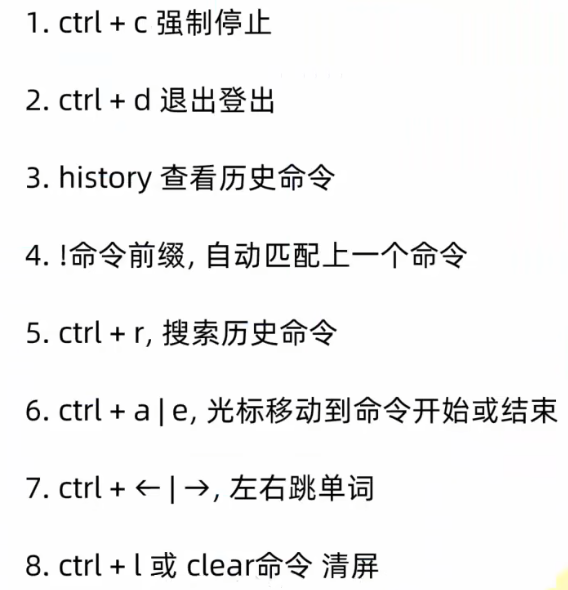 1. ctrl + c 强制停止
2. ctrl + d 退出登出
3. history 查看历史命令
4. !命令前缀, 自动匹配上一个命令
5. ctrl + r, 搜索历史命令
6. ctrl + a | e, 光标移动到命令开始或结束
7. ctrl + ← | →, 左右跳单词
8. ctrl + l 或 clear命令 清屏